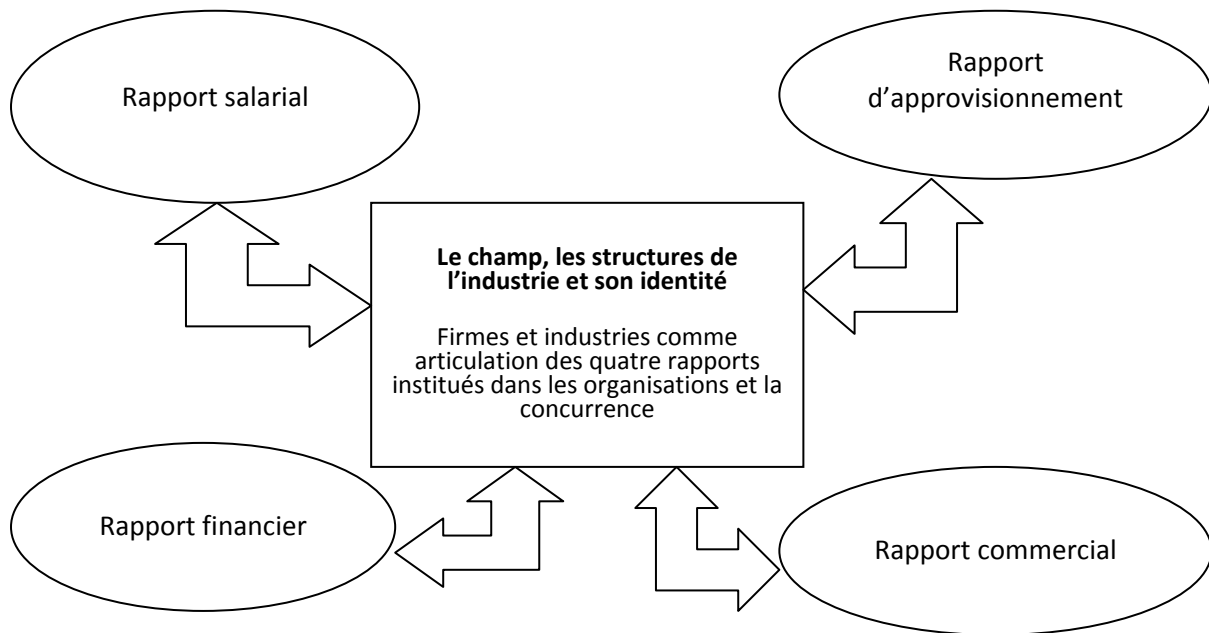 Rapport salarial
Rapport
d’approvisionnement
Le champ, les structures de
l’industrie et son identité
Firmes et industries comme
articulation des quatre rapports
institués dans les organisations et la
concurrence
Rapport financier
Rapport commercial